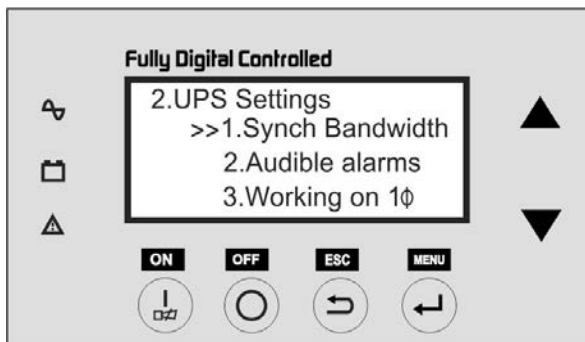 Fully Digital Controlled
2.UPS Settings
>>1.Synch Bandwidth
2.Audible alarms
3.Working on 1ϕ
ON OFF ESC MENU